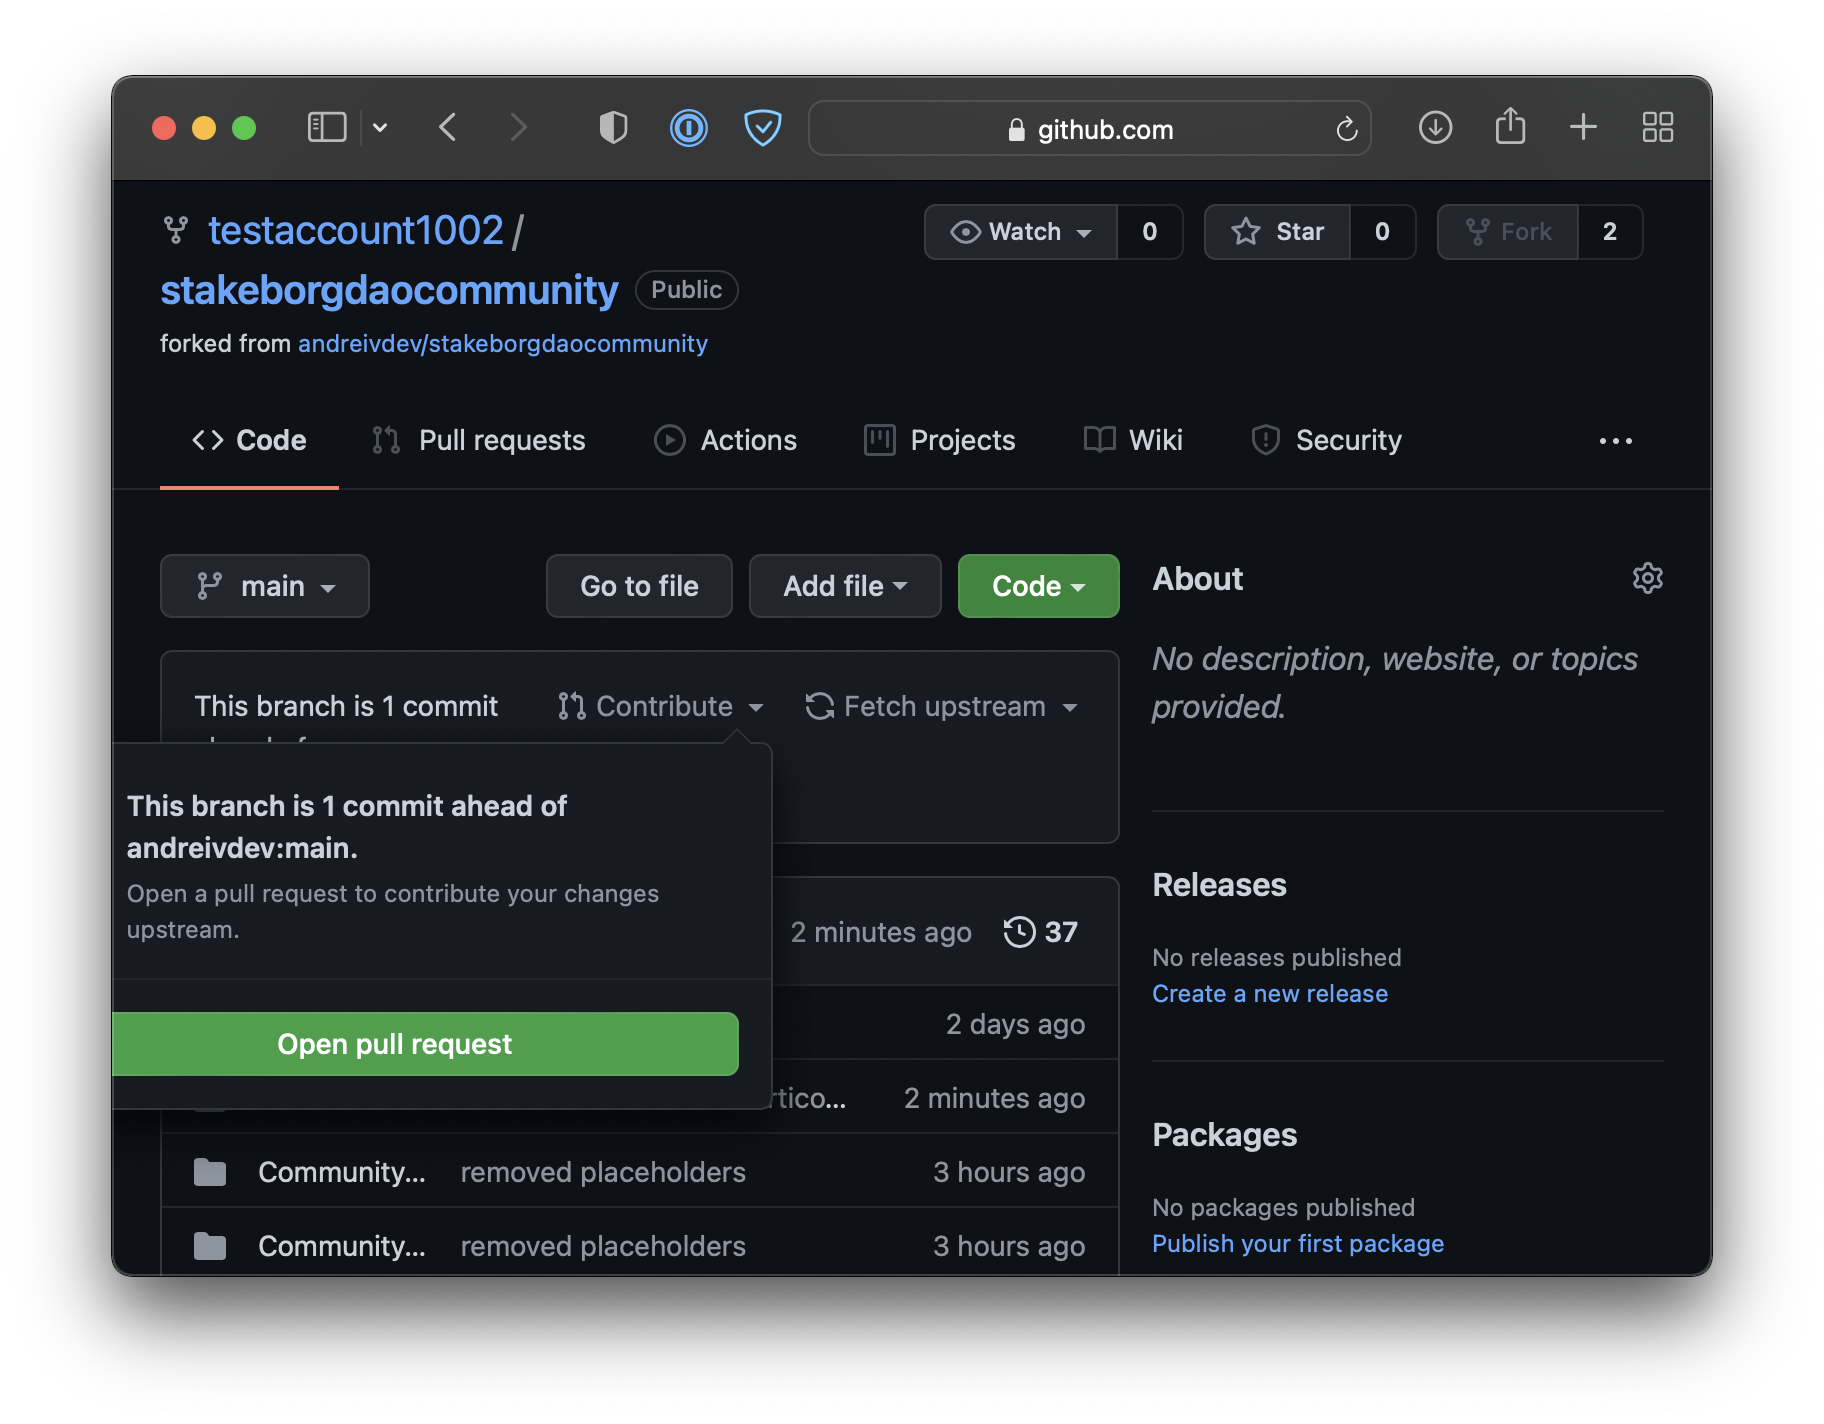 github.com
testaccount1002 /
stakeborgdaocommunity Public
forked from andreivdev/stakeborgdaocommunity
Watch 0 Star 0 Fork 2
Code Pull requests Actions Projects Wiki Security
main Go to file Add file Code
This branch is 1 commit Contribute Fetch upstream
This branch is 1 commit ahead of
andreivdev:main.
Open a pull request to contribute your changes
upstream.
Open pull request
2 minutes ago 37
2 days ago
2 minutes ago
Community... removed placeholders 3 hours ago
Community... removed placeholders 3 hours ago
About
No description, website, or topics
provided.
Releases
No releases published
Create a new release
Packages
No packages published
Publish your first package